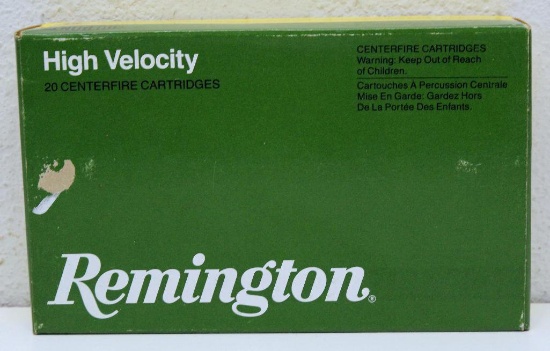 High Velocity
20 CENTERFIRE CARTRIDGES
CENTERFIRE CARTRIDGES
Warning: Keep Out of Reach
of Children.
Cartouches À Percussion Centrale
Mise En Garde: Gardez Hors
De La Portée Des Enfants.
Remington®